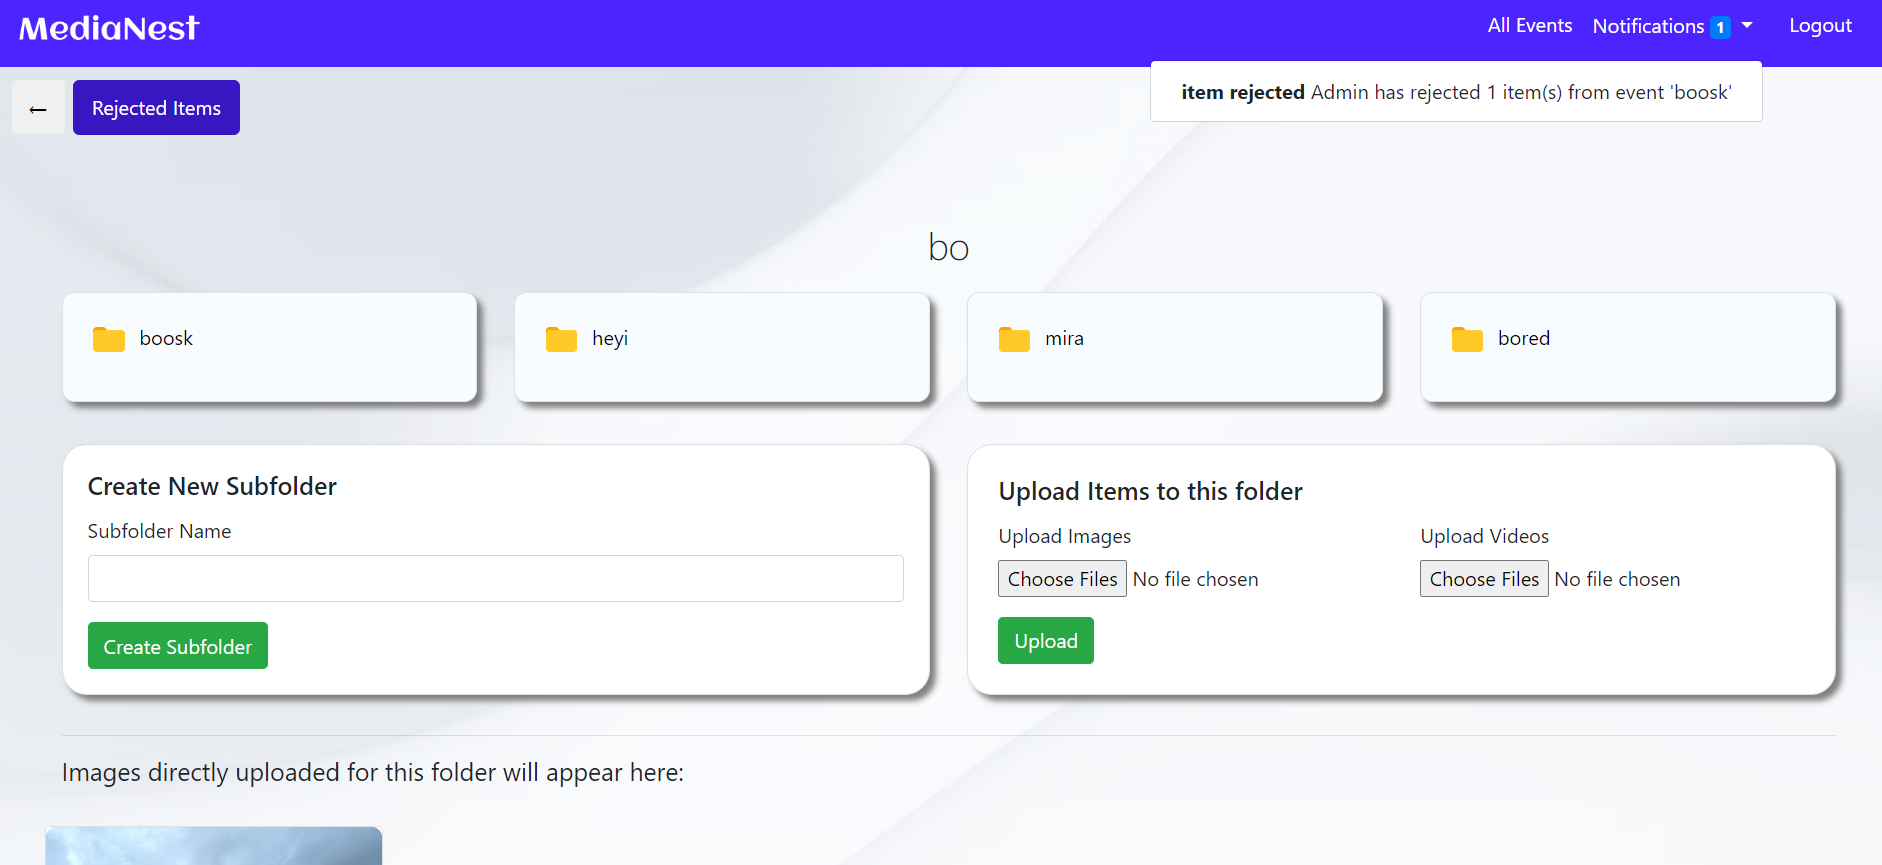 MediaNest
All Events Notifications 1 Logout
item rejected Admin has rejected 1 item(s) from event 'boosk'
← Rejected Items
bo
boosk
heyi
mira
bored
Create New Subfolder
Subfolder Name
Create Subfolder
Upload Items to this folder
Upload Images
Choose Files No file chosen
Upload Videos
Choose Files No file chosen
Upload
Images directly uploaded for this folder will appear here: